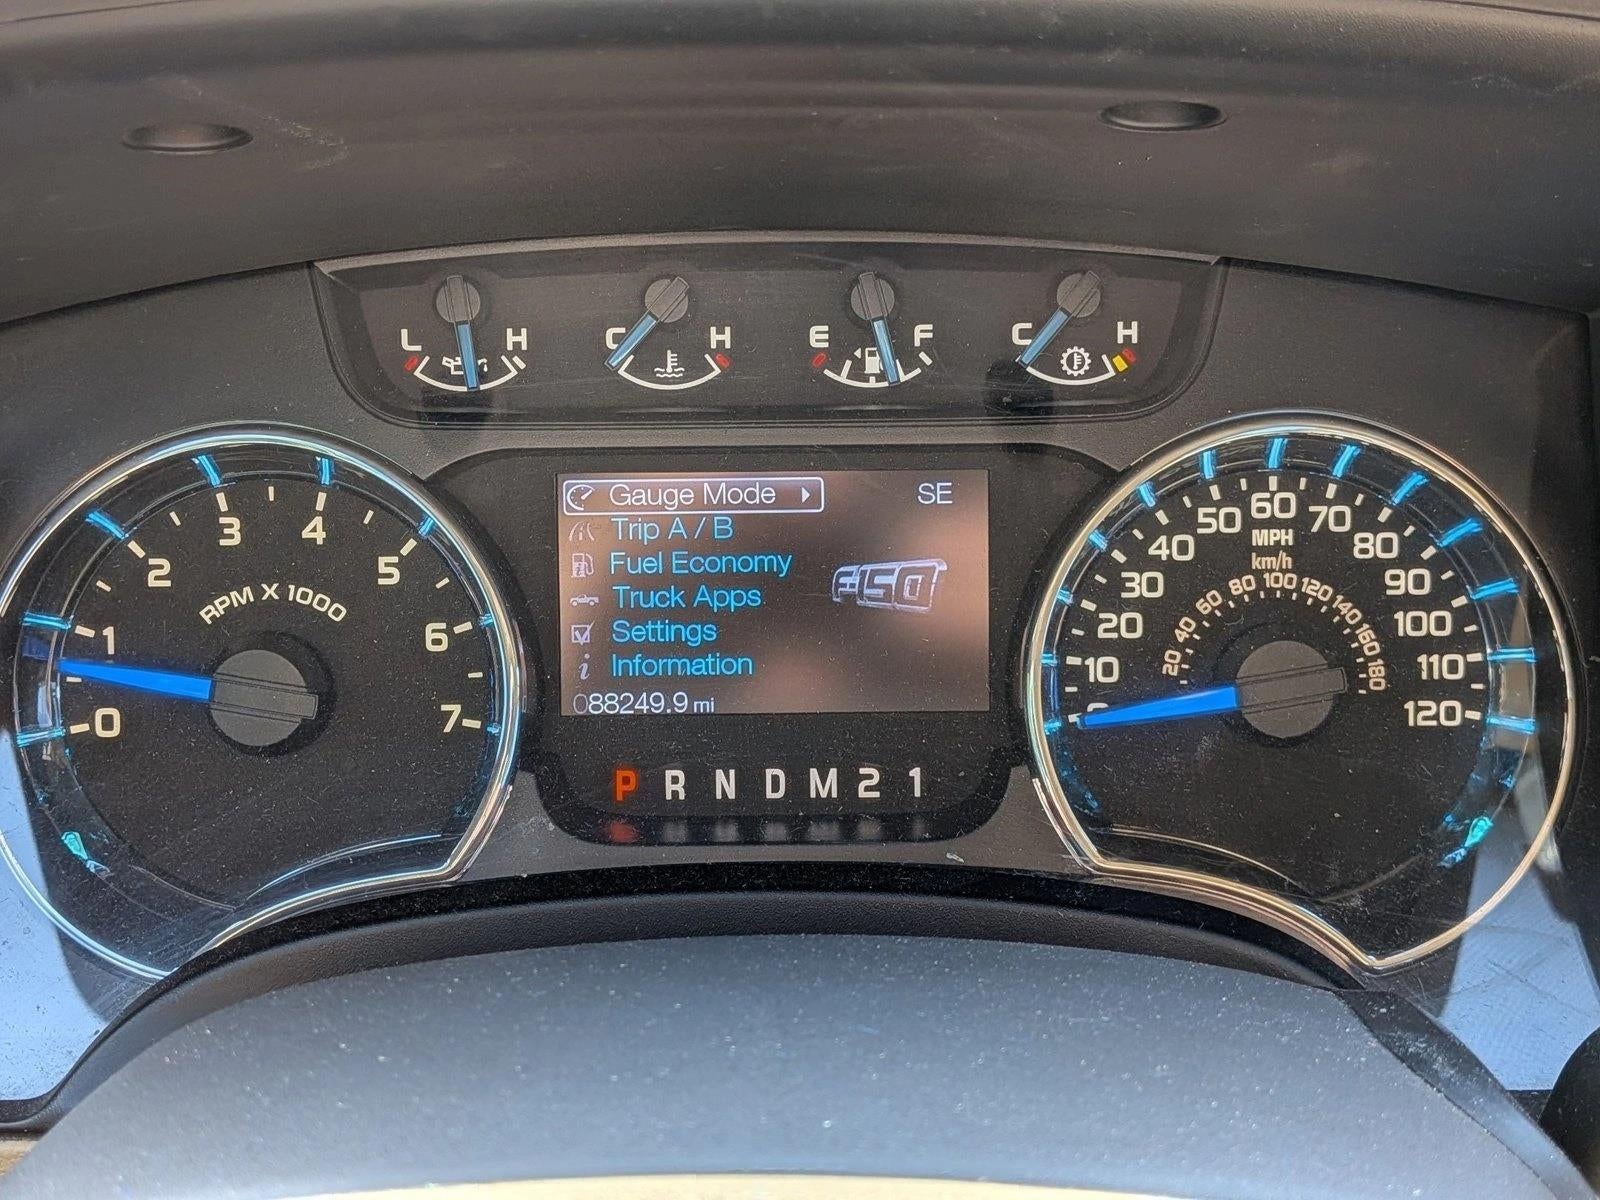 L H
C H
E F
C H
0 1 2 3 4 5 6 7
RPM X 1000
Gauge Mode SE
Trip A / B
Fuel Economy
F150
Truck Apps
Settings
Information
088249.9 mi
P R N D M 2 1
10 20 30 40 50 60 70 80 90 100 110 120
MPH
km/h
20 40 60 80 100 120 140 160 180